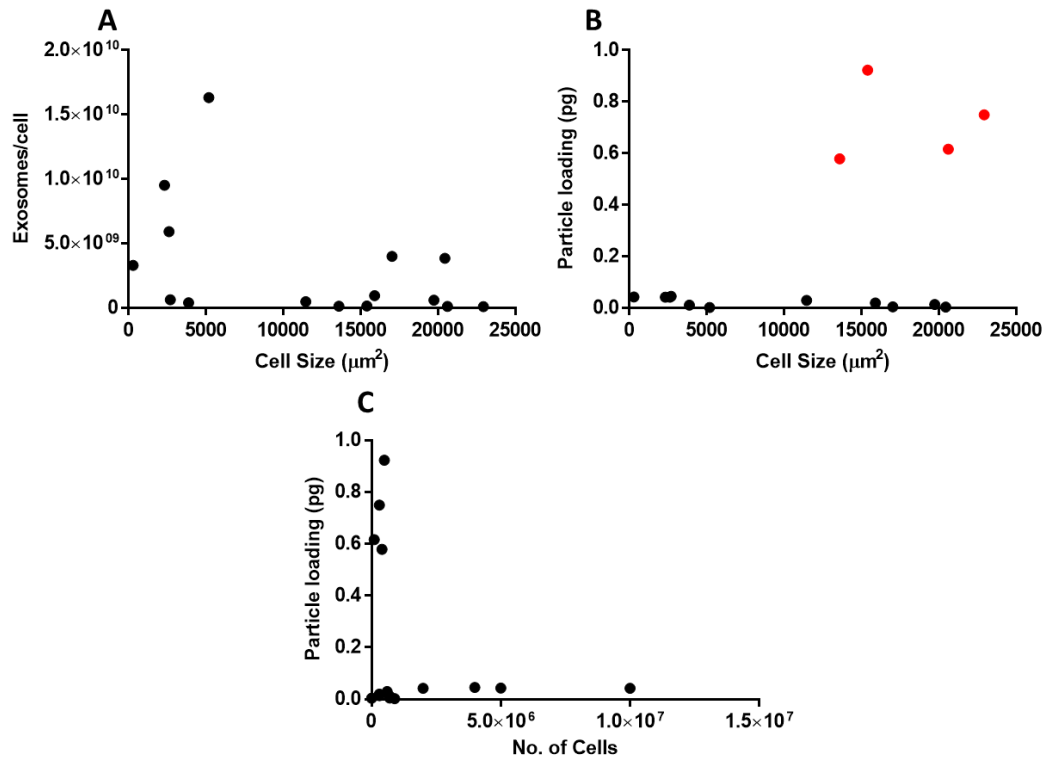 A
2.0×10¹⁰
1.5×10¹⁰
1.0×10¹⁰
5.0×10⁰⁹
0
0 5000 10000 15000 20000 25000
Exosomes/cell
Cell Size (μm²)
B
1.0
0.8
0.6
0.4
0.2
0.0
0 5000 10000 15000 20000 25000
Particle loading (pg)
Cell Size (μm²)
C
1.0
0.8
0.6
0.4
0.2
0.0
0 5.0×10⁶ 1.0×10⁷ 1.5×10⁷
Particle loading (pg)
No. of Cells